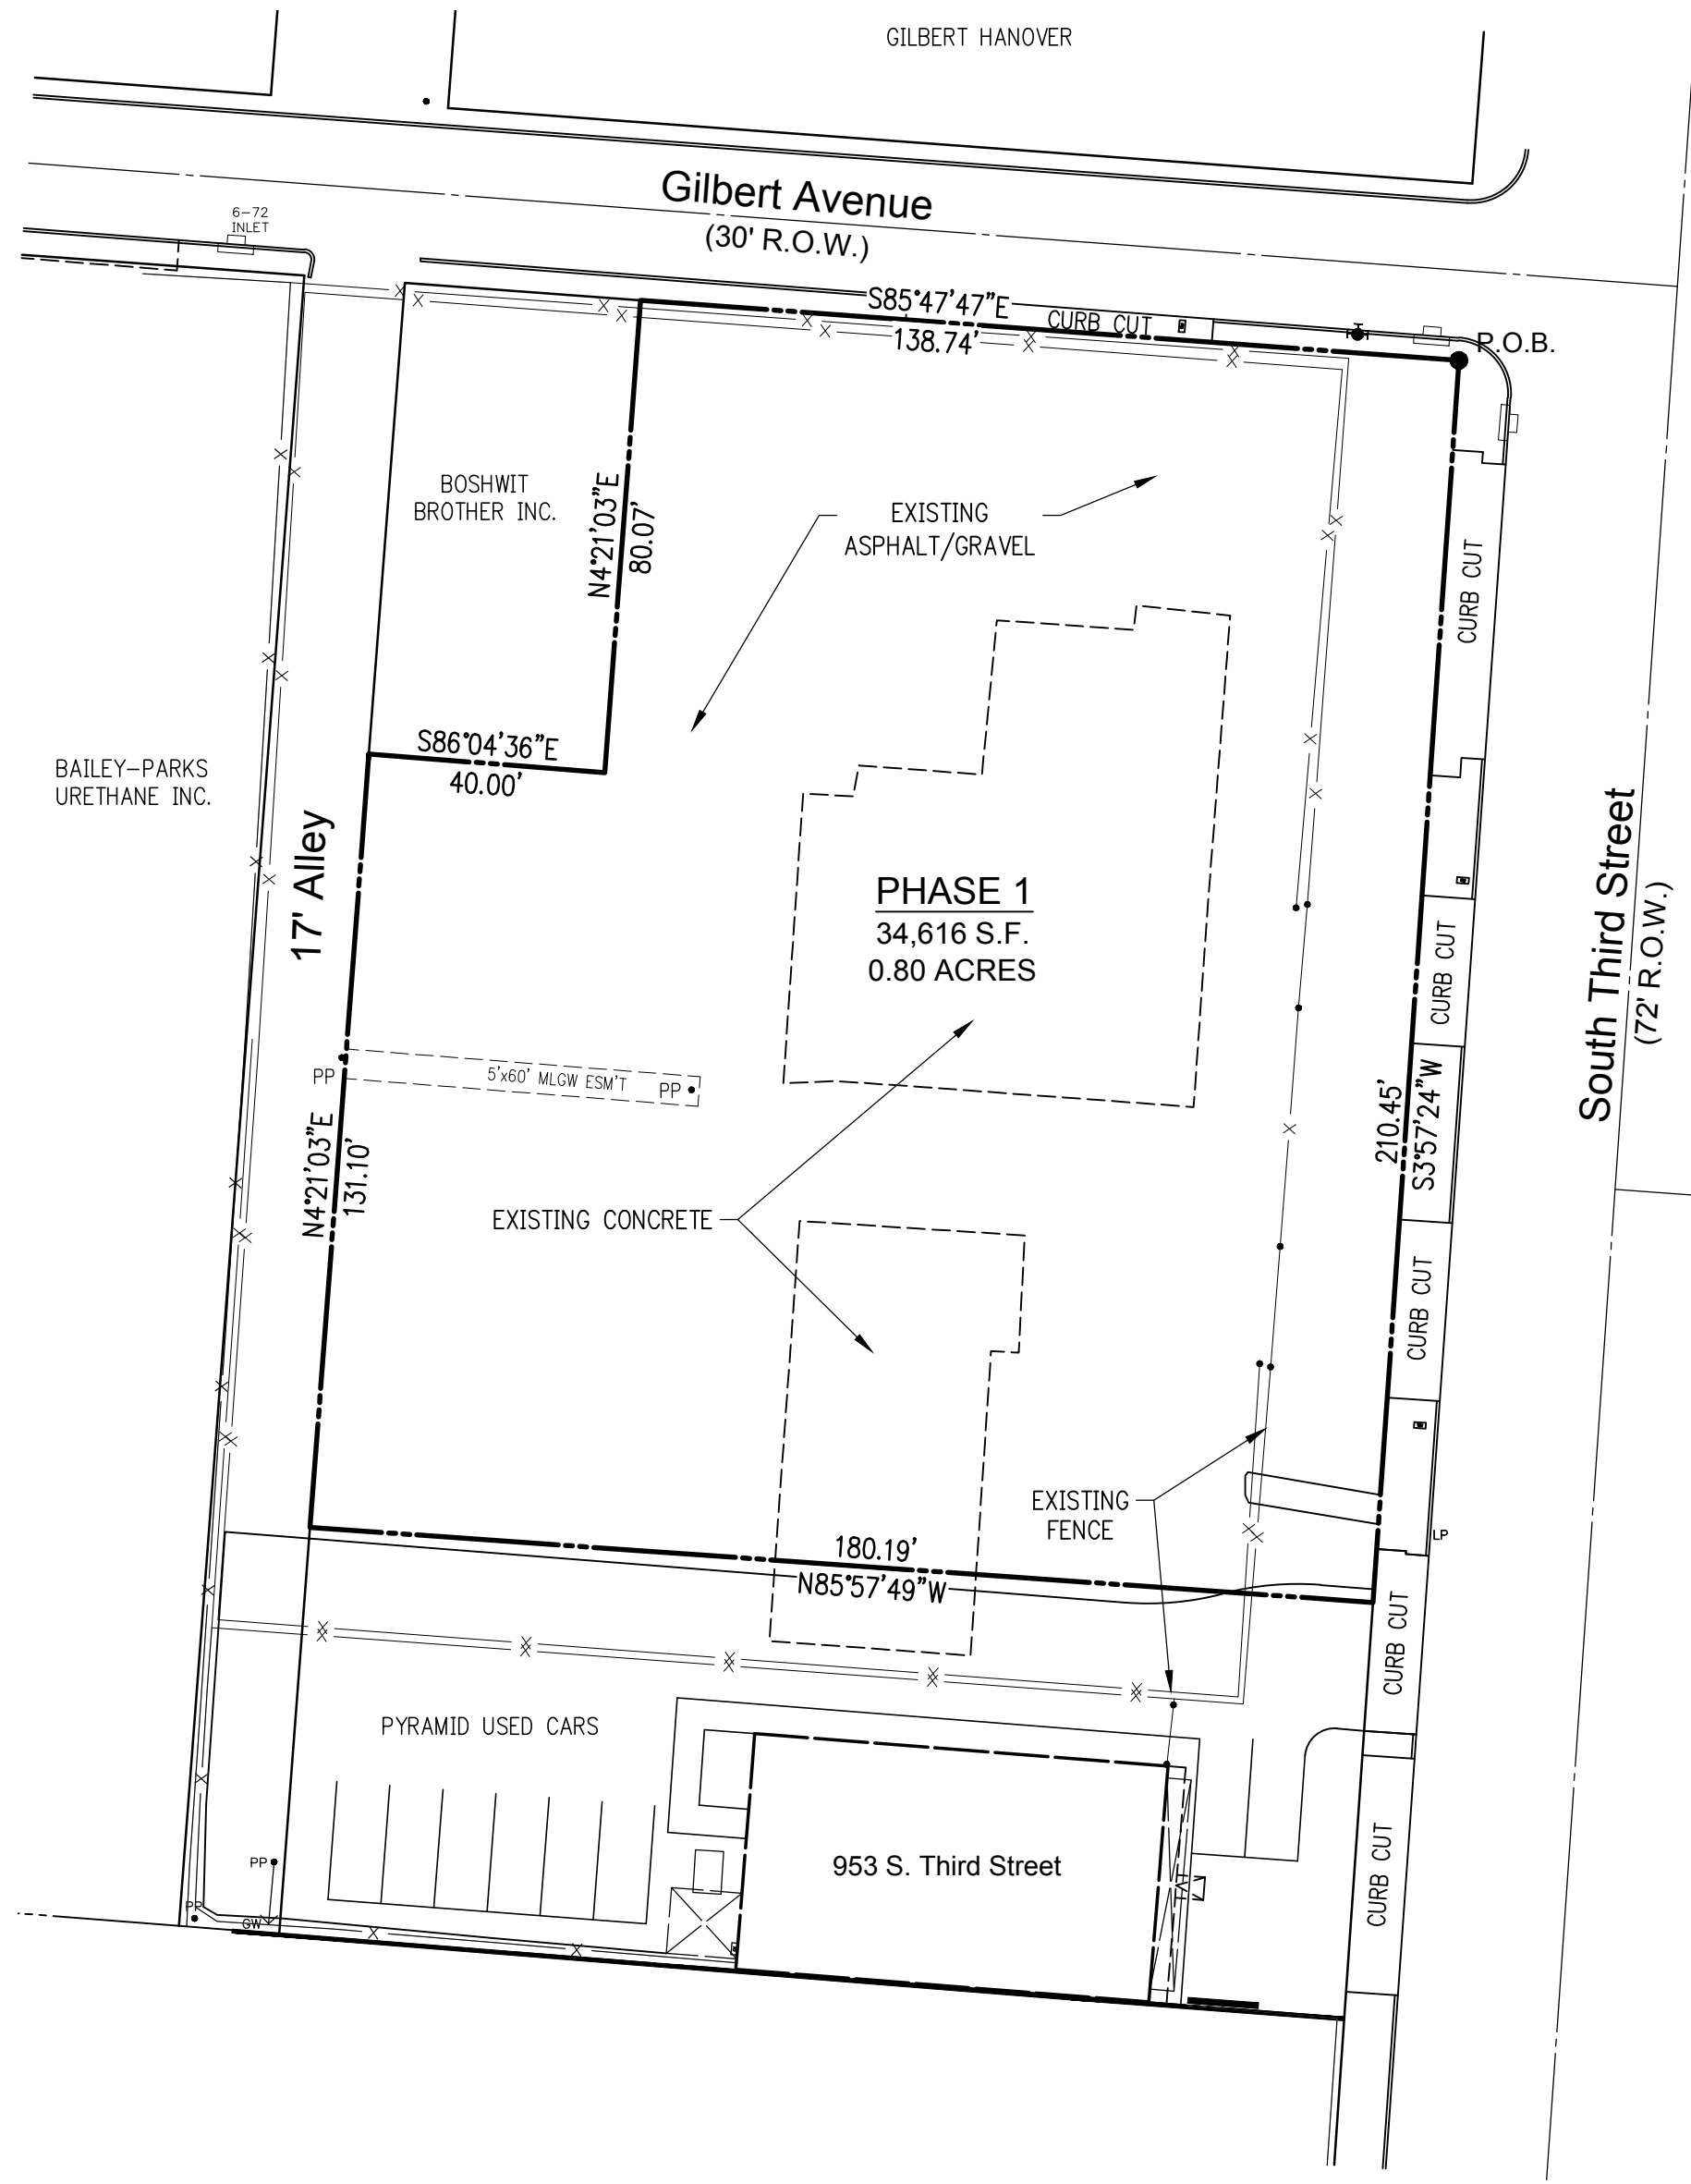 GILBERT HANOVER
Gilbert Avenue
(30' R.O.W.)
6-72
INLET
S85°47'47"E
138.74'
CURB CUT
P.O.B.
BOSHWIT
BROTHER INC.
N4°21'03"E
80.07'
EXISTING
ASPHALT/GRAVEL
CURB CUT
S86°04'36"E
40.00'
BAILEY-PARKS
URETHANE INC.
17' Alley
PHASE 1
34,616 S.F.
0.80 ACRES
CURB CUT
South Third Street
(72' R.O.W.)
PP
5'x60' MLGW ESM'T
PP
N4°21'03"E
131.10'
210.45'
S3°57'24"W
EXISTING CONCRETE
CURB CUT
EXISTING
FENCE
LP
180.19'
N85°57'49"W
CURB CUT
PYRAMID USED CARS
953 S. Third Street
CURB CUT
PP
PP
GW